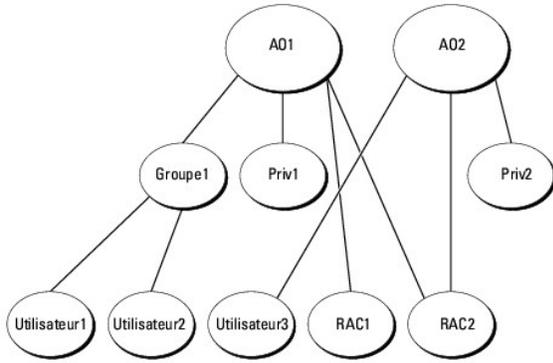 AO1
AO2
Groupe1
Priv1
Priv2
Utilisateur1
Utilisateur2
Utilisateur3
RAC1
RAC2